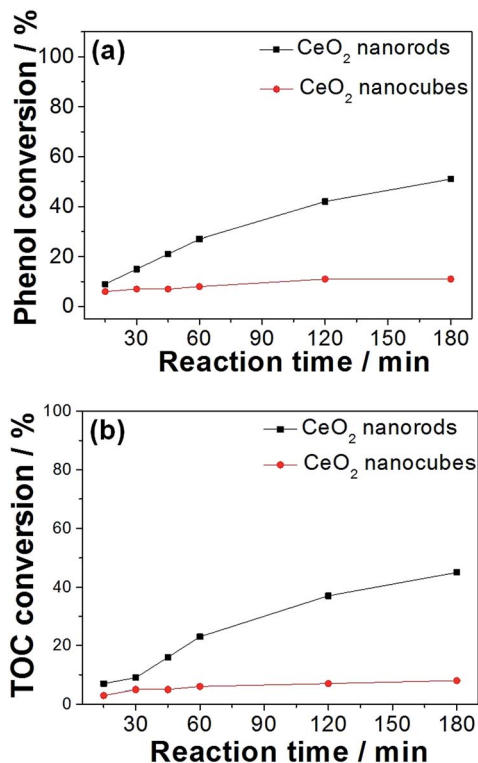 (a)
CeO₂ nanorods
CeO₂ nanocubes
Phenol conversion / %
100
80
60
40
20
0
30 60 90 120 150 180
Reaction time / min
(b)
CeO₂ nanorods
CeO₂ nanocubes
TOC conversion / %
100
80
60
40
20
0
30 60 90 120 150 180
Reaction time / min